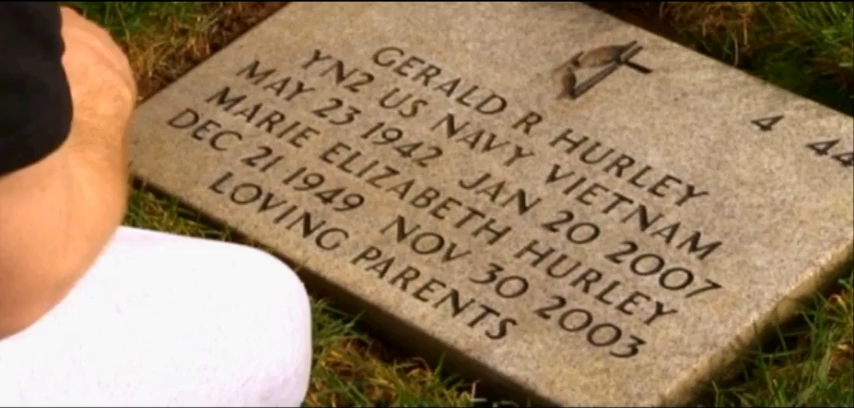 GERALD R HURLEY
YN2 US NAVY VIETNAM
MAY 23 1942 JAN 20 2007
MARIE ELIZABETH HURLEY
DEC 21 1949 NOV 30 2003
LOVING PARENTS
4 44